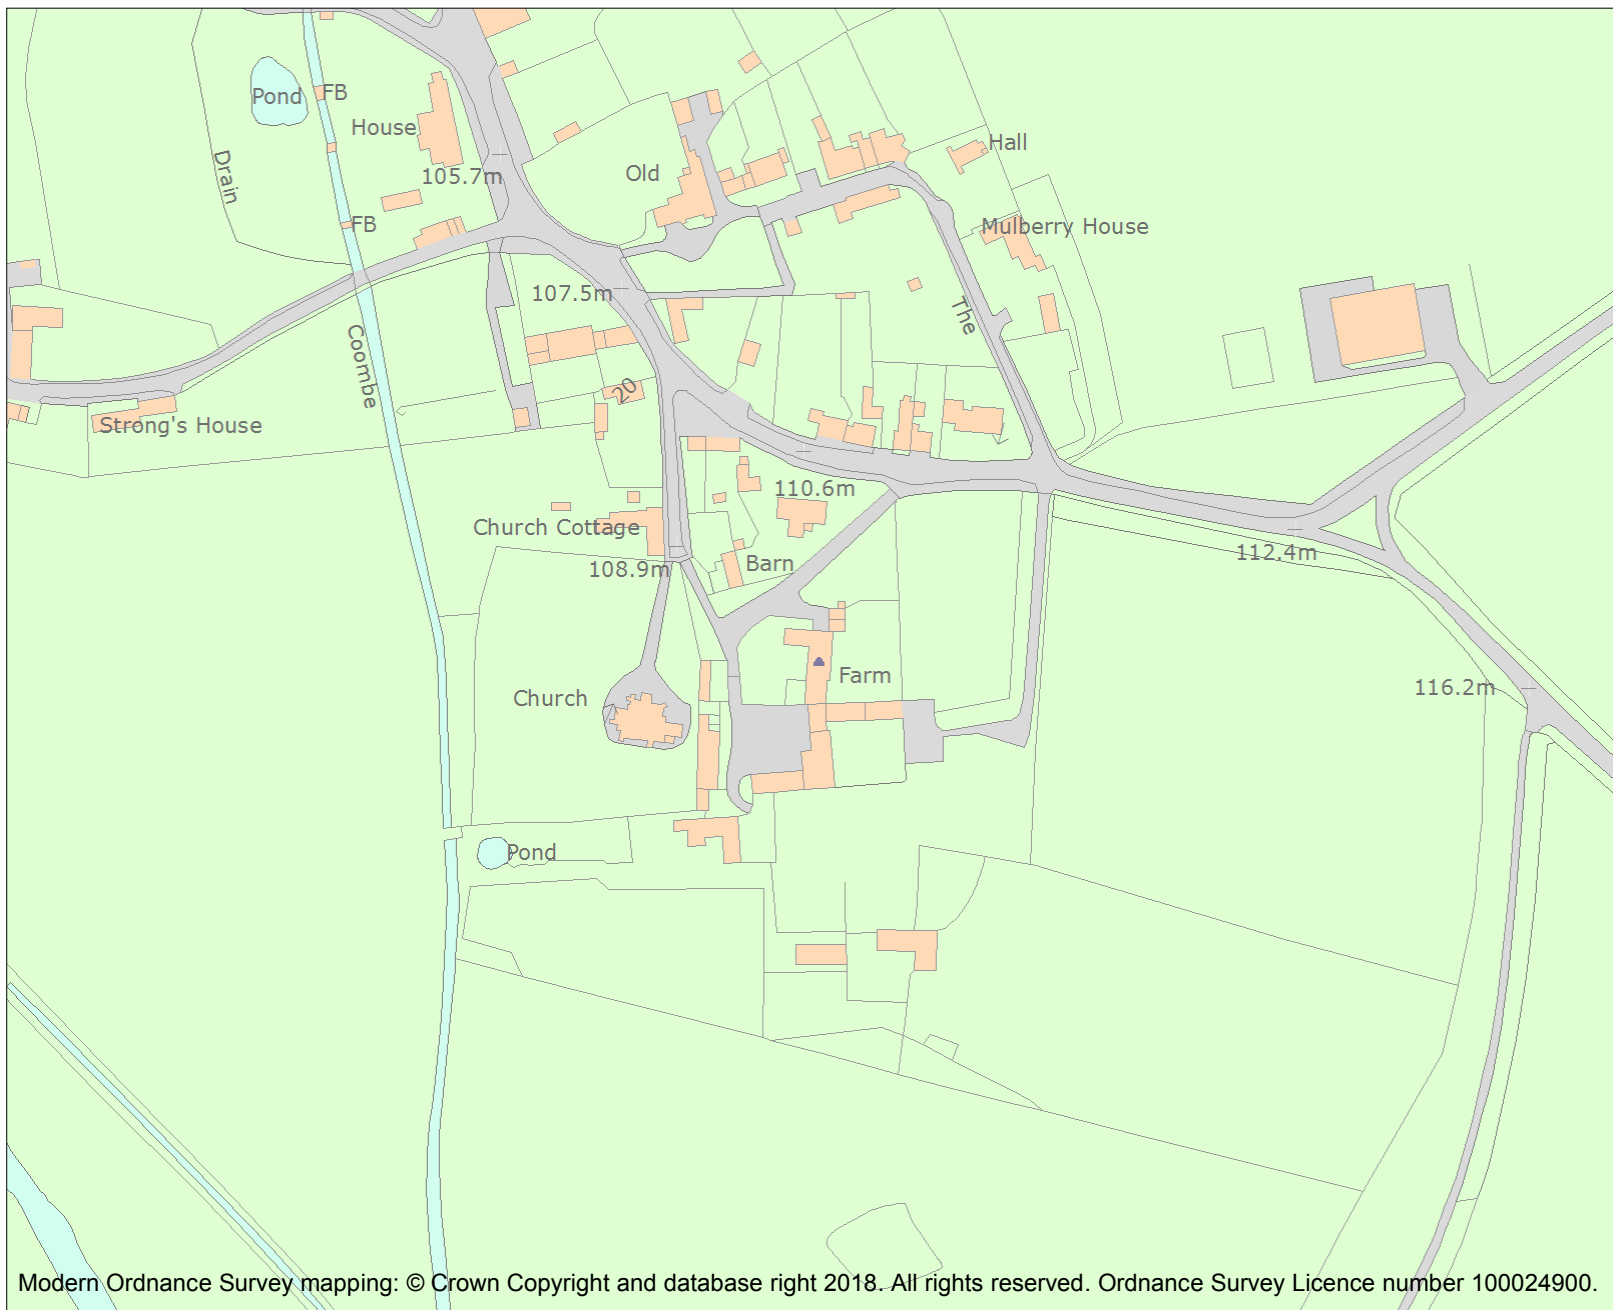 Pond
FB
House
Hall
Old
105.7m
Drain
FB
Mulberry House
107.5m
The
Coombe
20
Strong's House
110.6m
Church Cottage
112.4m
Barn
108.9m
Farm
116.2m
Church
Pond
Modern Ordnance Survey mapping: © Crown Copyright and database right 2018. All rights reserved. Ordnance Survey Licence number 100024900.